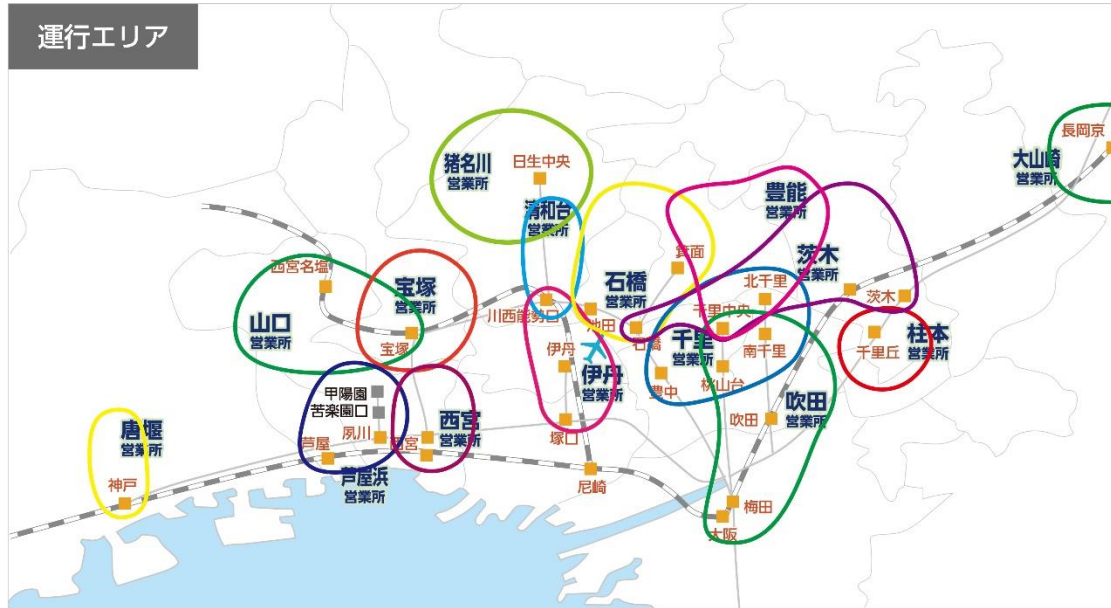 運行エリア
長岡京
大山崎
営業所
猪名川
営業所
日生中央
豊能
営業所
清和台
営業所
箕面
茨木
営業所
西宮名塩
宝塚
営業所
石橋
営業所
北千里
茨木
山口
営業所
川西能勢口
池田
千里中央
柱本
営業所
宝塚
伊丹
石橋
千里
営業所
南千里
千里丘
伊丹
営業所
豊中
桃山台
甲陽園
苦楽園口
西宮
営業所
吹田
営業所
唐堰
営業所
夙川
塚口
吹田
芦屋
西宮
芦屋浜
営業所
神戸
尼崎
梅田
大阪